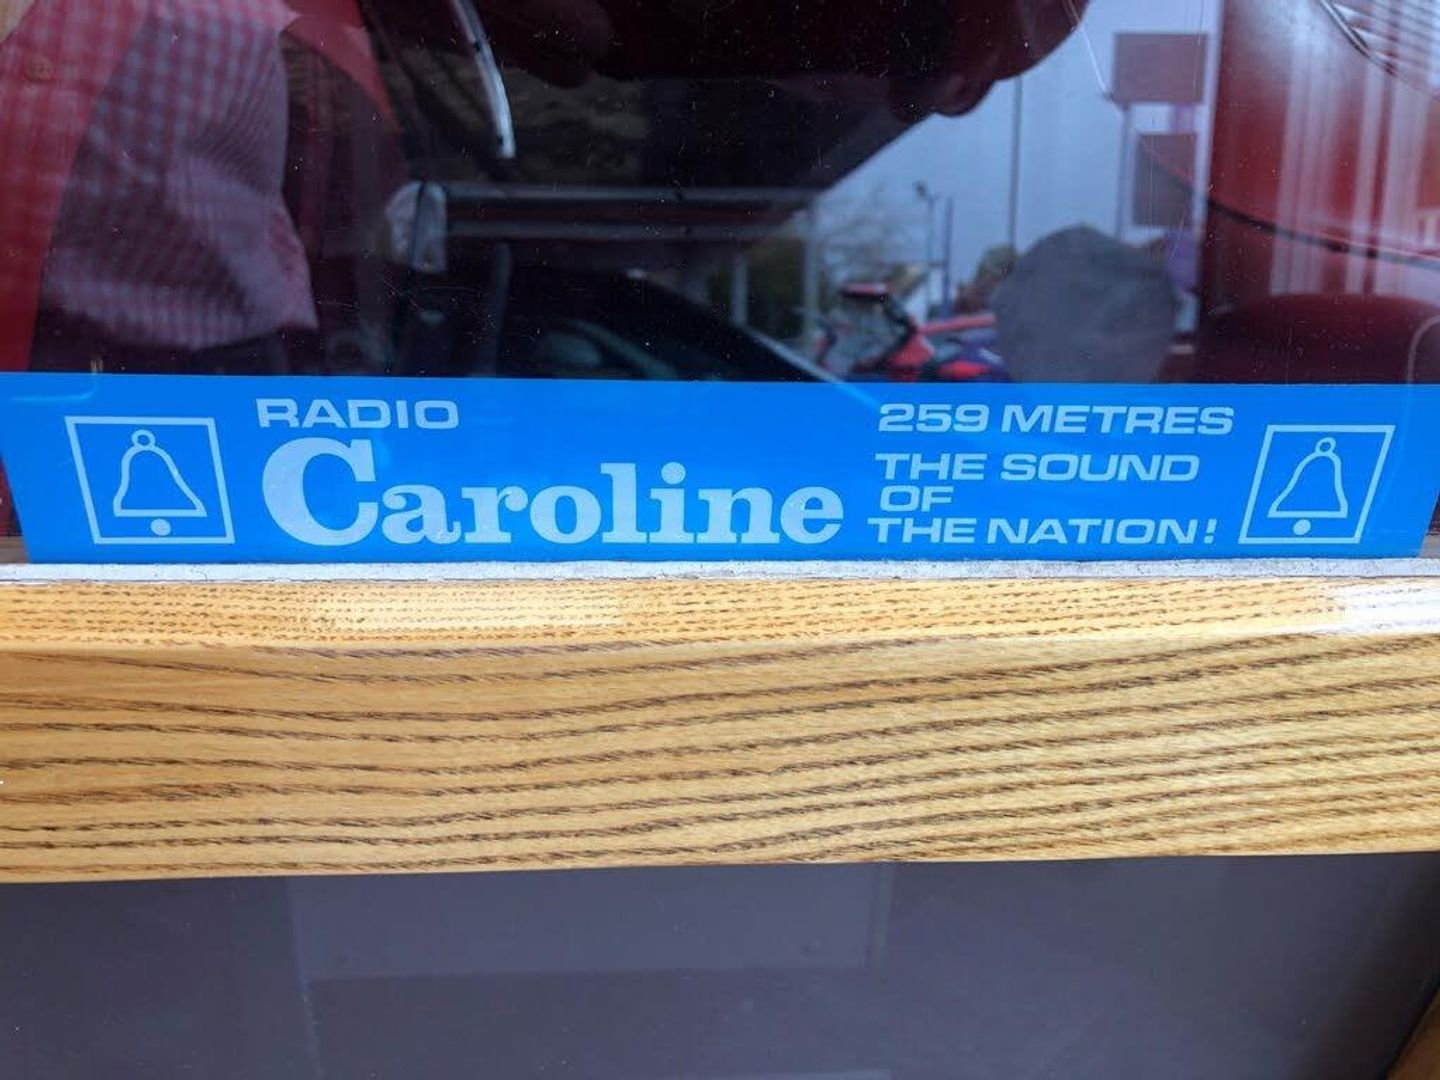 RADIO
Caroline
259 METRES
THE SOUND
OF
THE NATION!